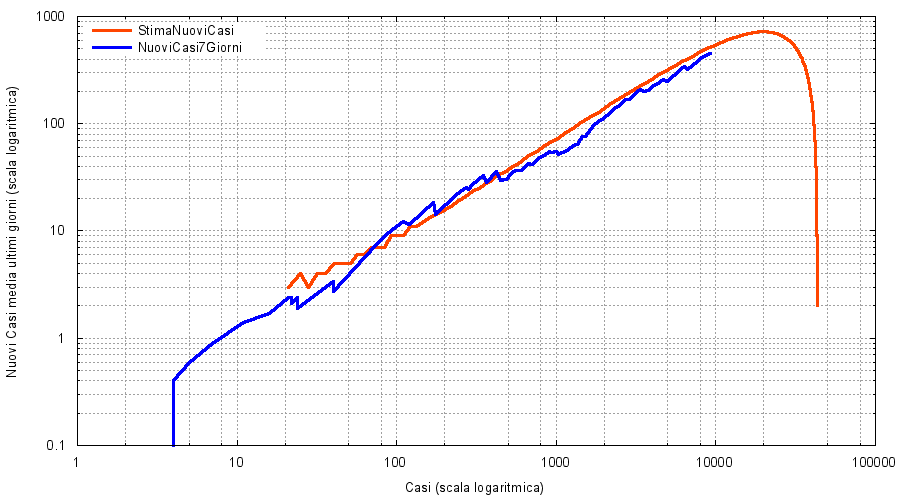 1000
StimaNuoviCasi
NuoviCasi7Giorni
100
10
1
0.1
Nuovi Casi media ultimi giorni (scala logaritmica)
1 10 100 1000 10000 100000
Casi (scala logaritmica)